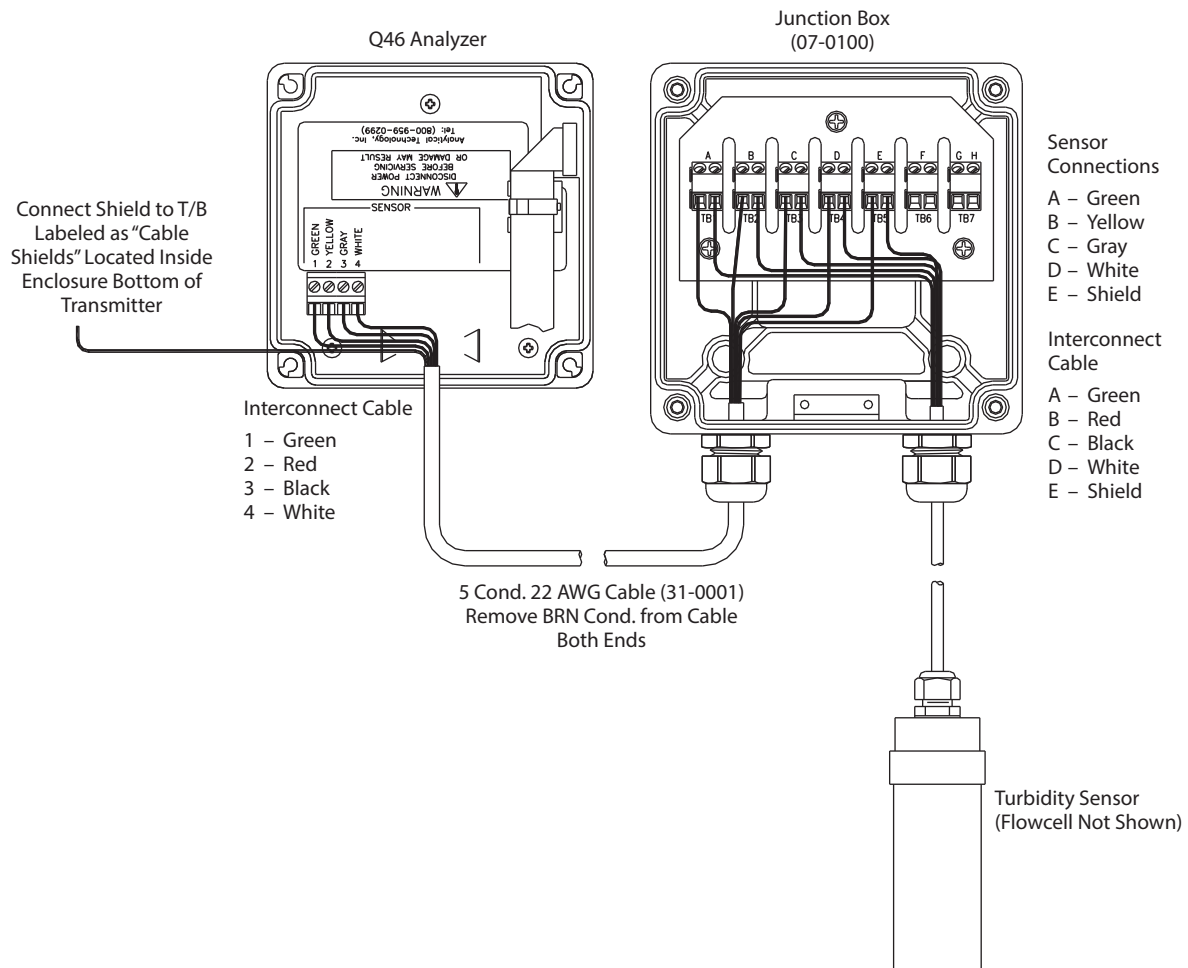 Q46 Analyzer
Junction Box
(07-0100)
Analytical Technology, Inc.
Tel: (800-959-0299)
WARNING
DISCONNECT POWER
BEFORE SERVICING
OR DAMAGE MAY RESULT
SENSOR
GREEN
YELLOW
GRAY
WHITE
1 2 3 4
Connect Shield to T/B
Labeled as “Cable
Shields” Located Inside
Enclosure Bottom of
Transmitter
Interconnect Cable
1 – Green
2 – Red
3 – Black
4 – White
A B C D E F G H
TB TB2 TB3 TB4 TB5 TB6 TB7
Sensor
Connections
A – Green
B – Yellow
C – Gray
D – White
E – Shield
Interconnect
Cable
A – Green
B – Red
C – Black
D – White
E – Shield
5 Cond. 22 AWG Cable (31-0001)
Remove BRN Cond. from Cable
Both Ends
Turbidity Sensor
(Flowcell Not Shown)